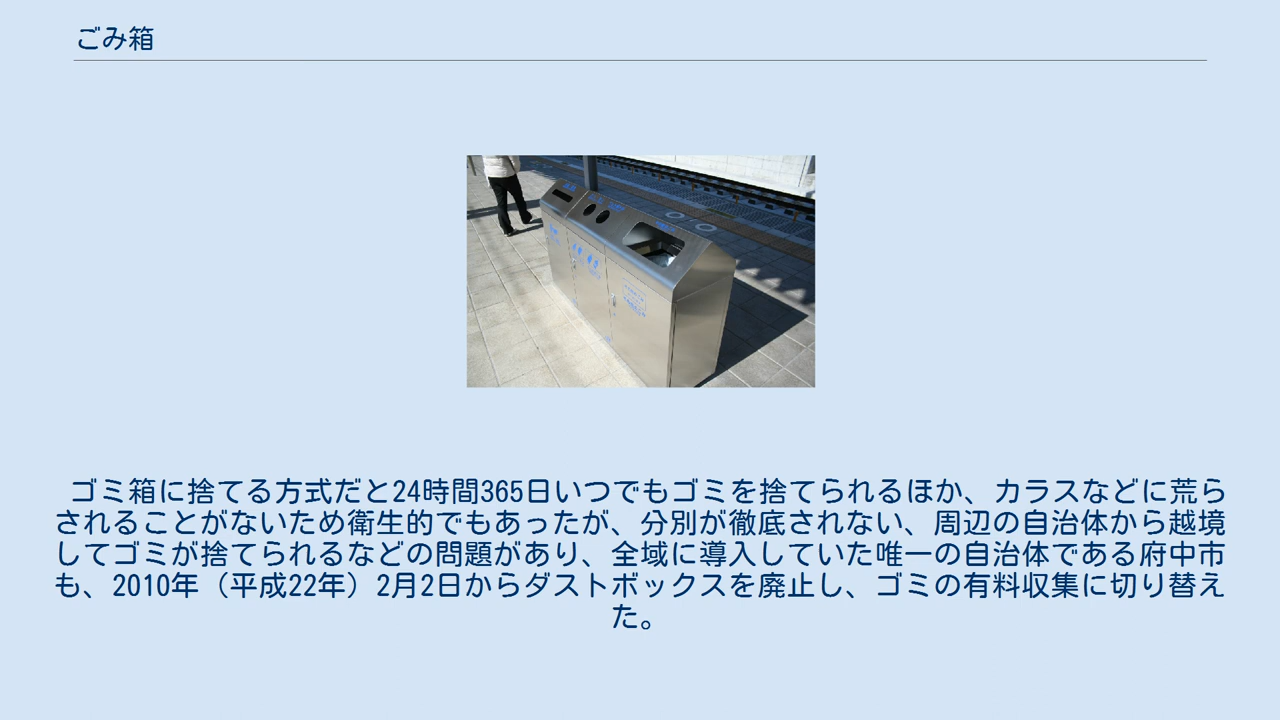 ごみ箱
ゴミ箱に捨てる方式だと24時間365日いつでもゴミを捨てられるほか、カラスなどに荒ら
されることがないため衛生的でもあったが、分別が徹底されない、周辺の自治体から越境
してゴミが捨てられるなどの問題があり、全域に導入していた唯一の自治体である府中市
も、2010年（平成22年）2月2日からダストボックスを廃止し、ゴミの有料収集に切り替え
た。